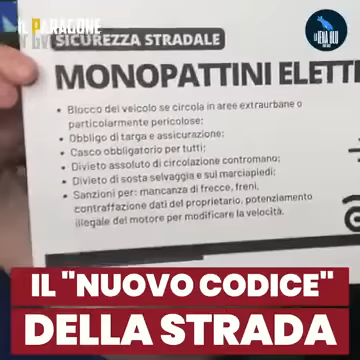 IL PARAGONE
LA IENA BLU
SICUREZZA STRADALE
MONOPATTINI ELETT
• Blocco del veicolo se circola in aree extraurbane o
particolarmente pericolose;
• Obbligo di targa e assicurazione;
• Casco obbligatorio per tutti;
• Divieto assoluto di circolazione contromano;
• Divieto di sosta selvaggia e sui marciapiedi;
• Sanzioni per: mancanza di frecce, freni,
contraffazione dati del proprietario, potenziamento
illegale del motore per modificare la velocità.
IL "NUOVO CODICE"
DELLA STRADA